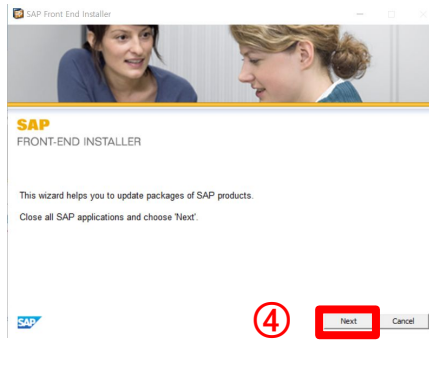 SAP Front End Installer
SAP
FRONT-END INSTALLER
This wizard helps you to update packages of SAP products.
Close all SAP applications and choose 'Next'.
SAP
④
Next
Cancel